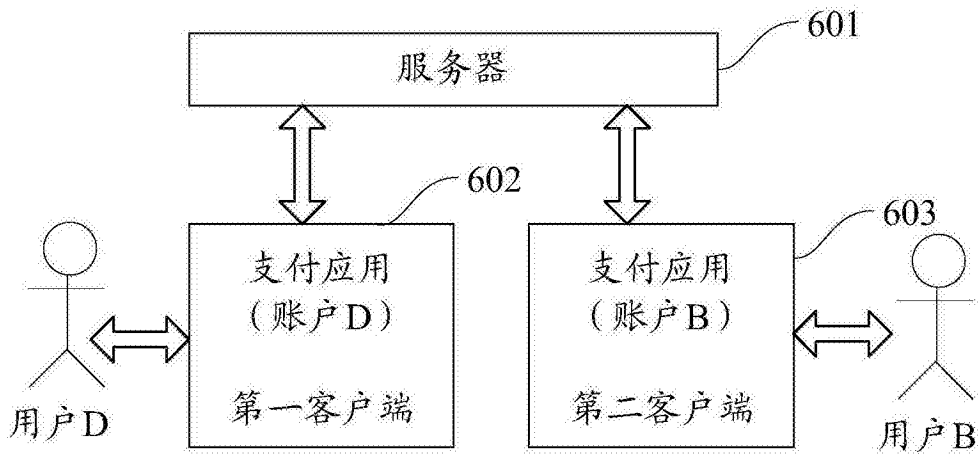 601
服务器
602
603
支付应用
（账户D）
第一客户端
支付应用
（账户B）
第二客户端
用户D
用户B